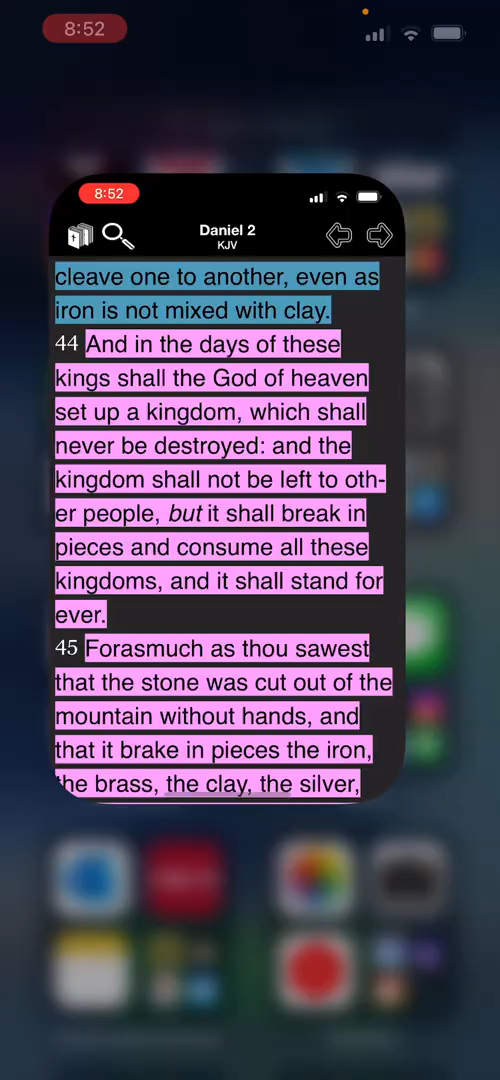 8:52
8:52
Daniel 2
KJV
cleave one to another, even as
iron is not mixed with clay.
44 And in the days of these
kings shall the God of heaven
set up a kingdom, which shall
never be destroyed: and the
kingdom shall not be left to oth-
er people, but it shall break in
pieces and consume all these
kingdoms, and it shall stand for
ever.
45 Forasmuch as thou sawest
that the stone was cut out of the
mountain without hands, and
that it brake in pieces the iron,
the brass, the clay, the silver,